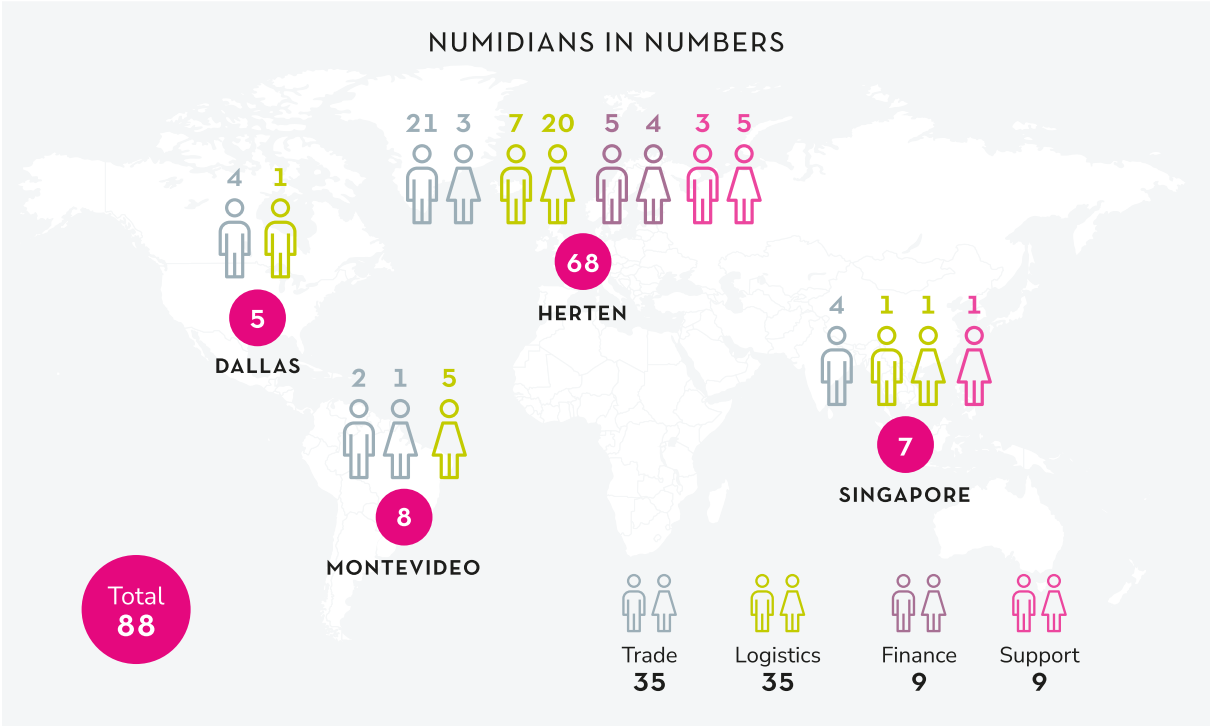 NUMIDIANS IN NUMBERS
21 3 7 20 5 4 3 5
68
HERTEN
4 1
5
DALLAS
4 1 1 1
7
SINGAPORE
2 1 5
8
MONTEVIDEO
Total
88
Trade
35
Logistics
35
Finance
9
Support
9